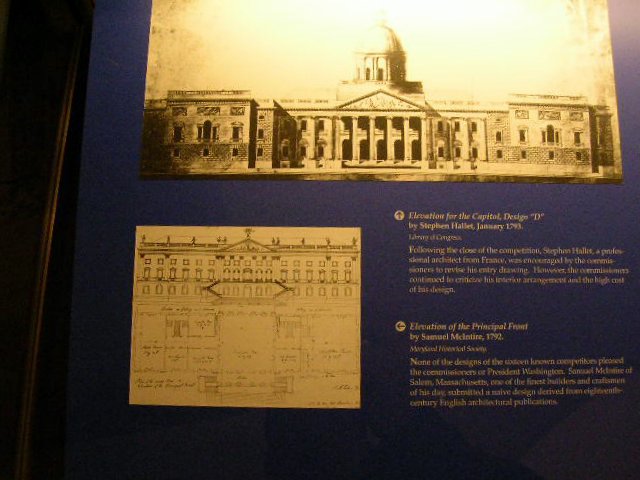 Elevation for the Capitol, Design "D"
by Stephen Hallet, January 1793.
Library of Congress.
Following the close of the competition, Stephen Hallet, a profes-
sional architect from France, was encouraged by the commis-
sioners to revise his entry drawing. However, the commissioners
continued to criticize his interior arrangement and the high cost
of his design.
Elevation of the Principal Front
by Samuel McIntire, 1792.
Maryland Historical Society.
None of the designs of the sixteen known competitors pleased
the commissioners or President Washington. Samuel McIntire of
Salem, Massachusetts, one of the finest builders and craftsmen
of his day, submitted a naive design derived from eighteenth-
century English architectural publications.